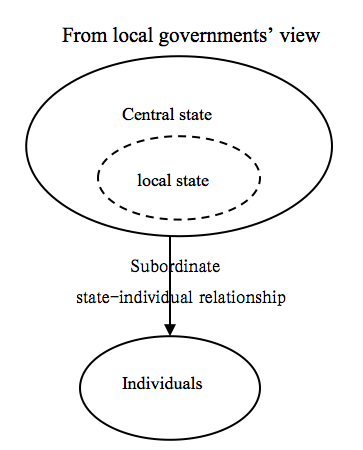 From local governments’ view
Central state
local state
Subordinate
state-individual relationship
Individuals